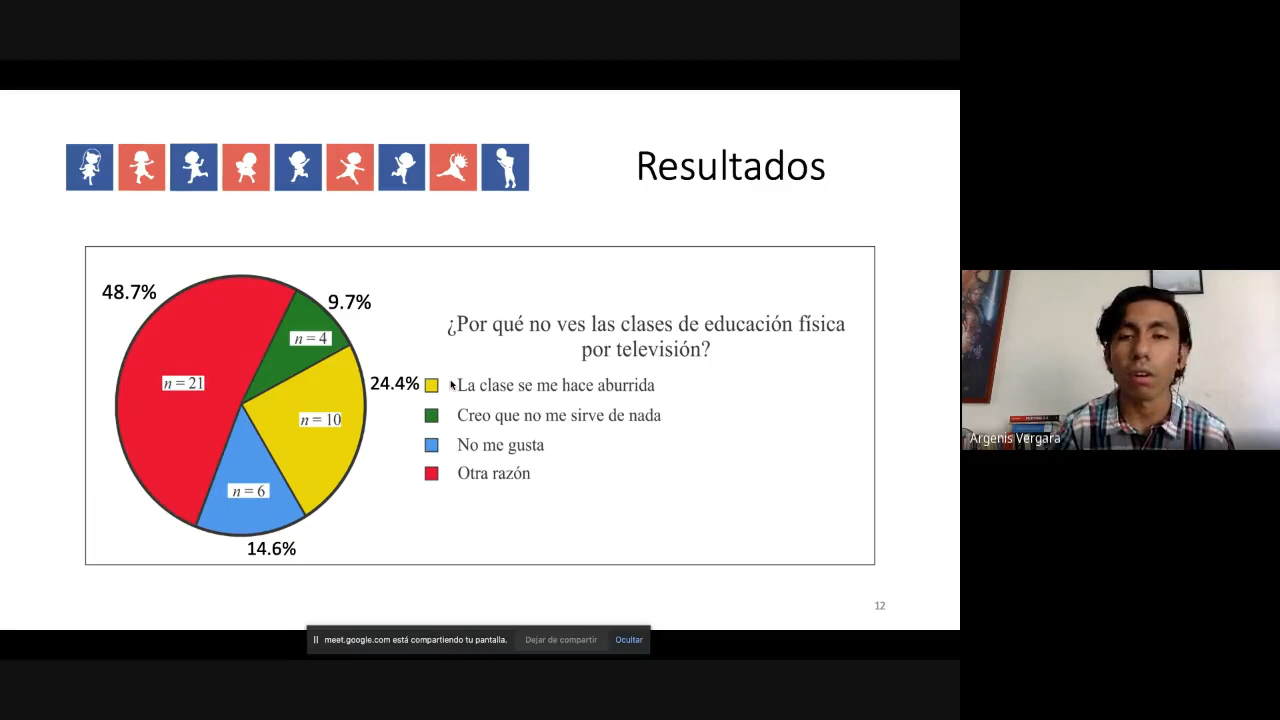 Resultados
48.7%
9.7%
n = 4
¿Por qué no ves las clases de educación física
por televisión?
n = 21
24.4%
La clase se me hace aburrida
n = 10
Creo que no me sirve de nada
No me gusta
Otra razón
n = 6
14.6%
12
Argenis Vergara
meet.google.com está compartiendo tu pantalla.
Dejar de compartir
Ocultar